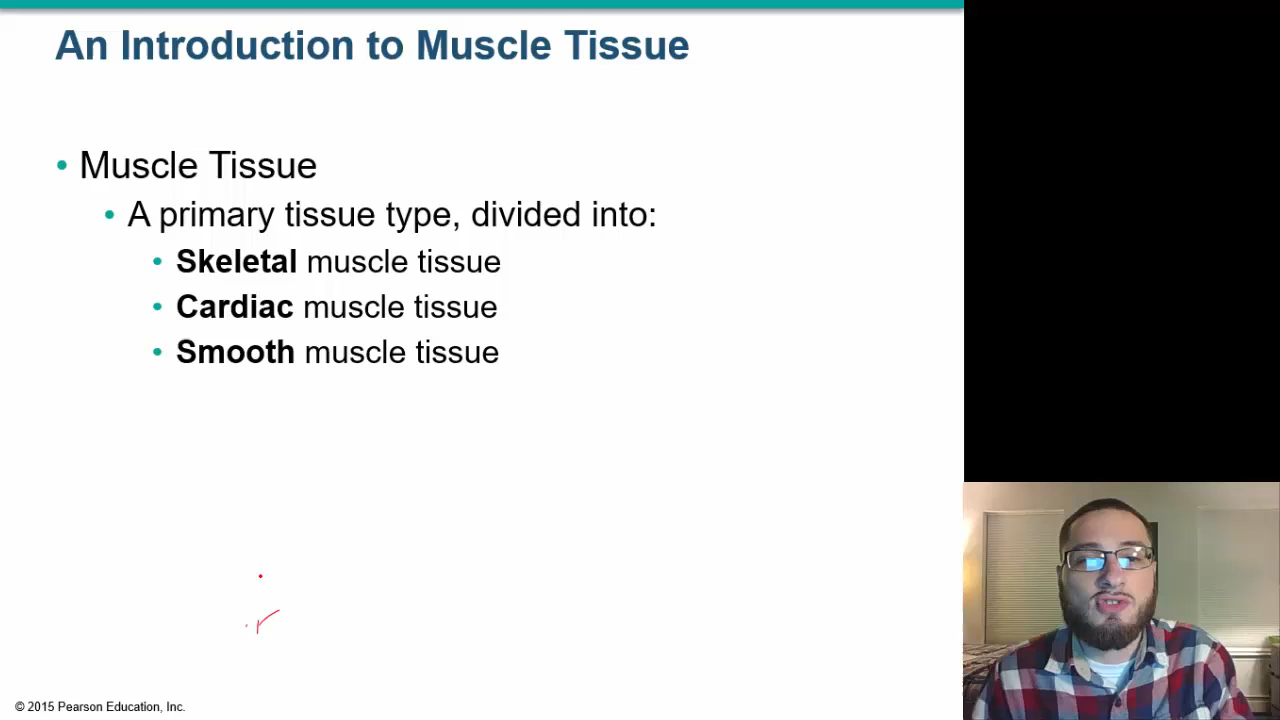 An Introduction to Muscle Tissue
• Muscle Tissue
• A primary tissue type, divided into:
• Skeletal muscle tissue
• Cardiac muscle tissue
• Smooth muscle tissue
© 2015 Pearson Education, Inc.